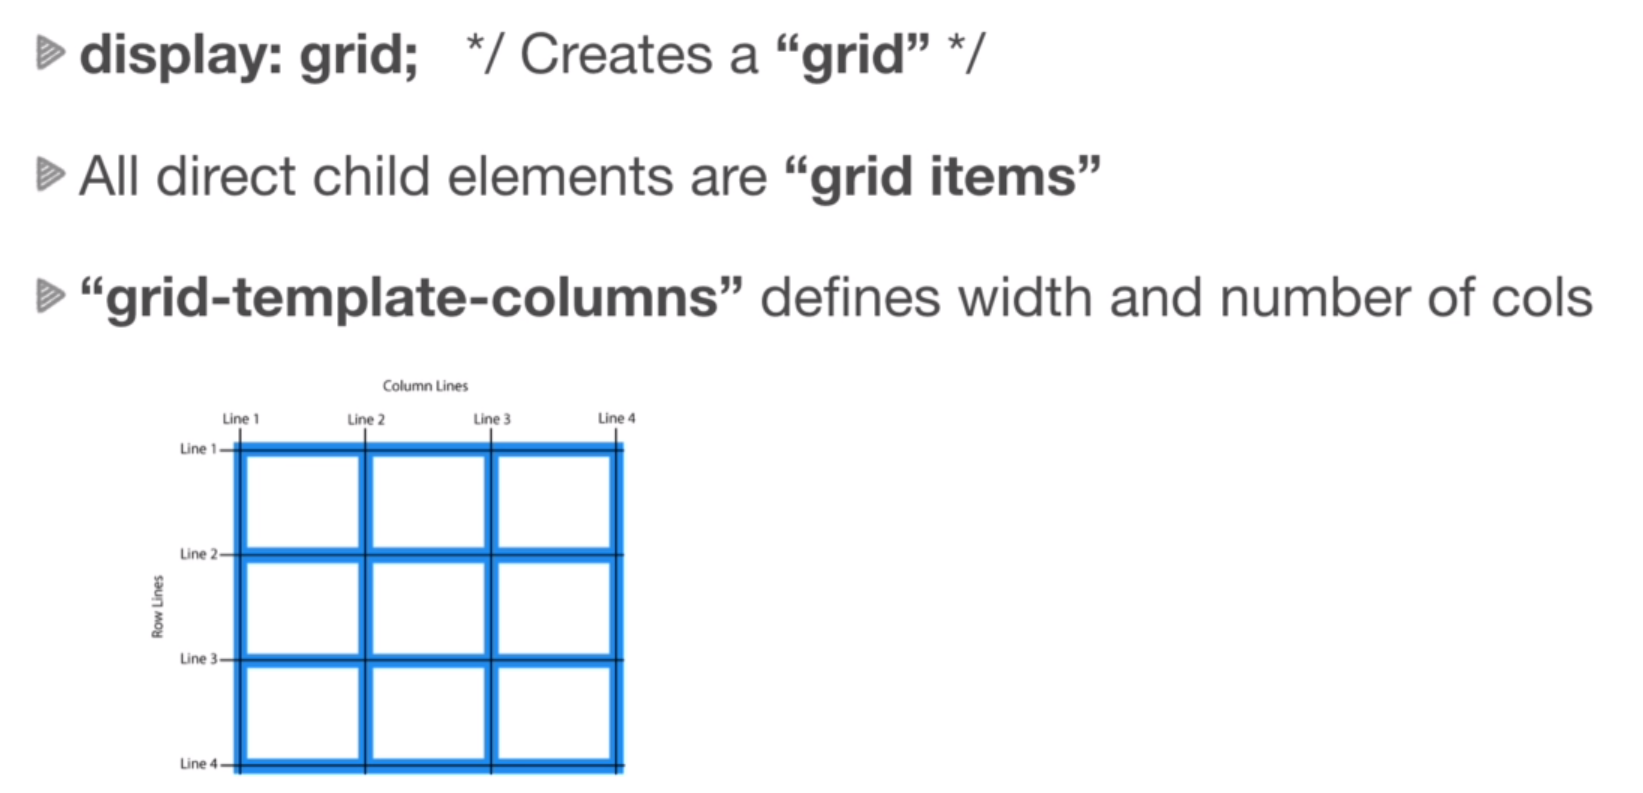 display: grid;   */ Creates a “grid” */
All direct child elements are “grid items”
“grid-template-columns” defines width and number of cols
Column Lines
Line 1 Line 2 Line 3 Line 4
Line 1
Line 2
Row Lines
Line 3
Line 4